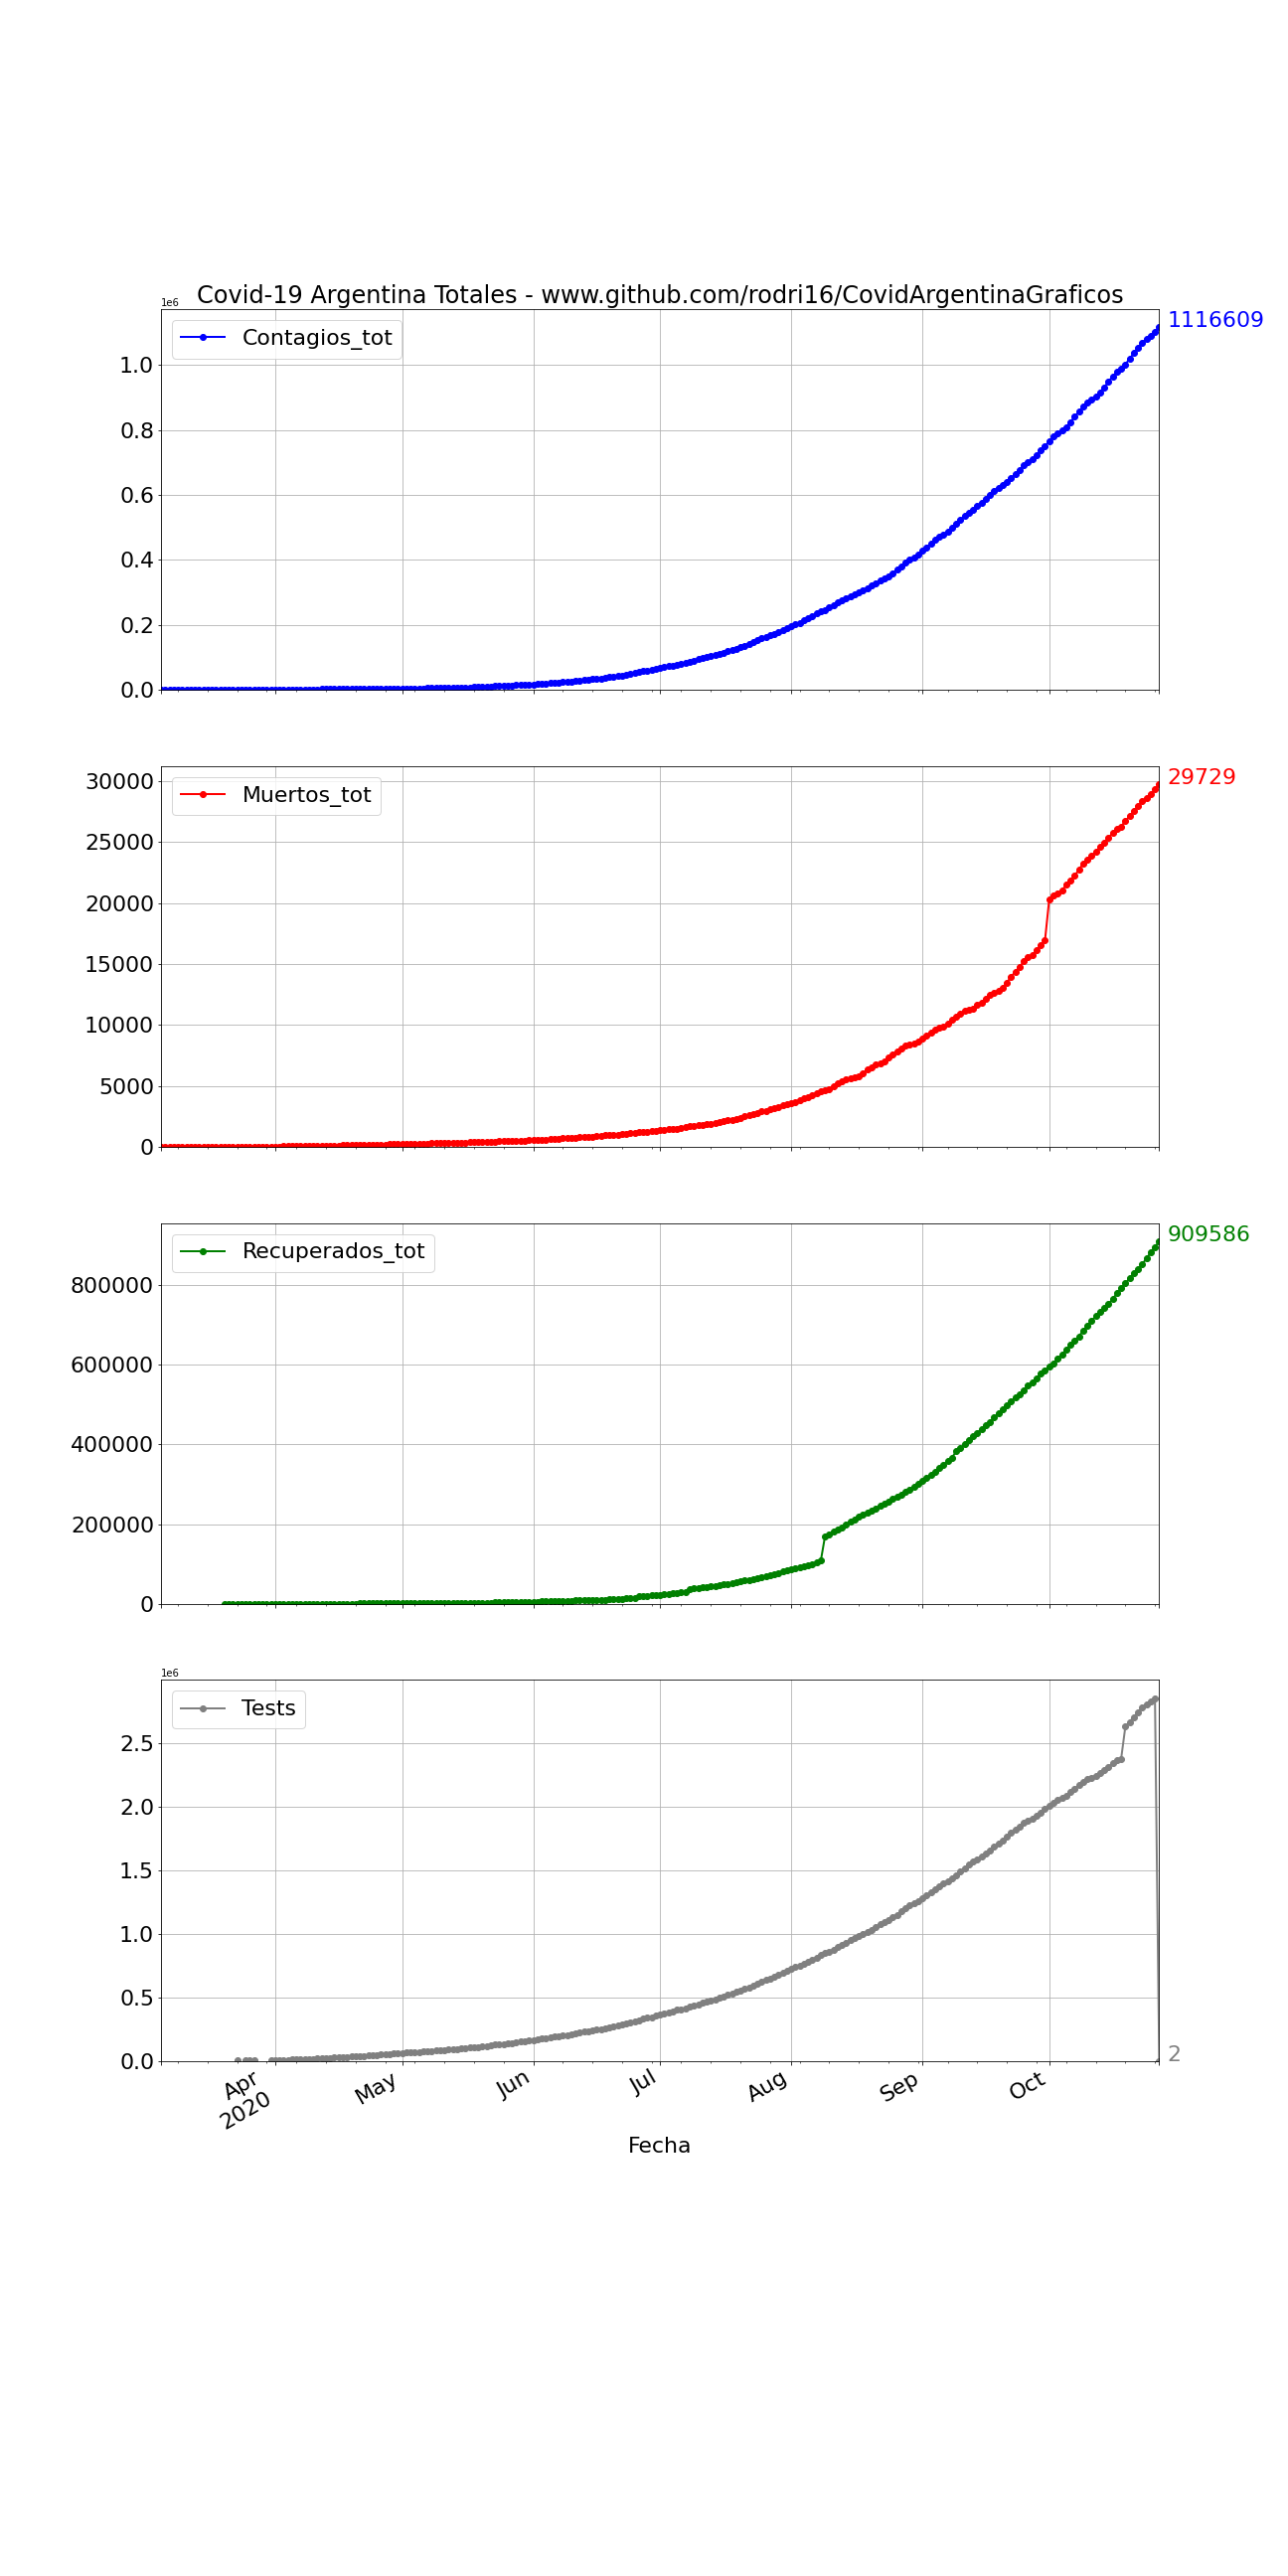 Covid-19 Argentina Totales - www.github.com/rodri16/CovidArgentinaGraficos
1e6
1116609
Contagios_tot
1.0
0.8
0.6
0.4
0.2
0.0
29729
Muertos_tot
30000
25000
20000
15000
10000
5000
0
909586
Recuperados_tot
800000
600000
400000
200000
0
1e6
Tests
2.5
2.0
1.5
1.0
0.5
0.0
2
Apr
2020
May
Jun
Jul
Aug
Sep
Oct
Fecha